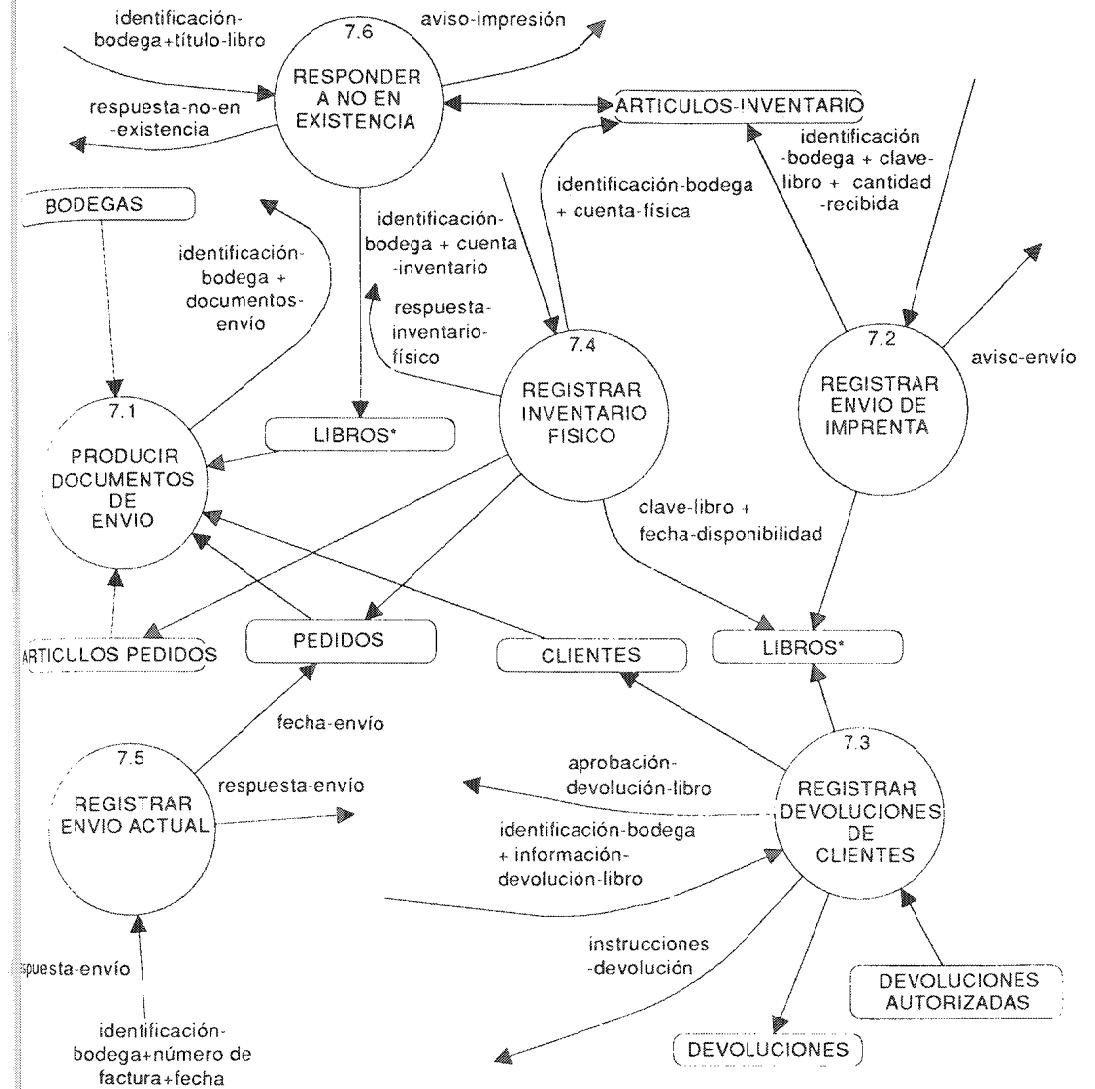 identificación-
bodega+título-libro
7.6
RESPONDER
A NO EN
EXISTENCIA
aviso-impresión
respuesta-no-en
-existencia
ARTICULOS-INVENTARIO
identificación
-bodega + clave-
libro + cantidad
-recibida
BODEGAS
identificación-
bodega +
documentos-
envío
identificación-
bodega + cuenta
-inventario
identificación-bodega
+ cuenta-física
respuesta-
inventario-
físico
7.4
REGISTRAR
INVENTARIO
FISICO
7.2
REGISTRAR
ENVIO DE
IMPRENTA
aviso-envío
7.1
PRODUCIR
DOCUMENTOS
DE
ENVIO
LIBROS*
clave-libro +
fecha-disponibilidad
ARTICULOS PEDIDOS
PEDIDOS
CLIENTES
LIBROS*
fecha-envío
7.5
REGISTRAR
ENVIO ACTUAL
respuesta-envío
aprobación-
devolución-libro
7.3
REGISTRAR
DEVOLUCIONES
DE
CLIENTES
identificación-bodega
+ información-
devolución-libro
instrucciones
-devolución
spuesta-envío
DEVOLUCIONES
AUTORIZADAS
identificación-
bodega+número de
factura+fecha
DEVOLUCIONES